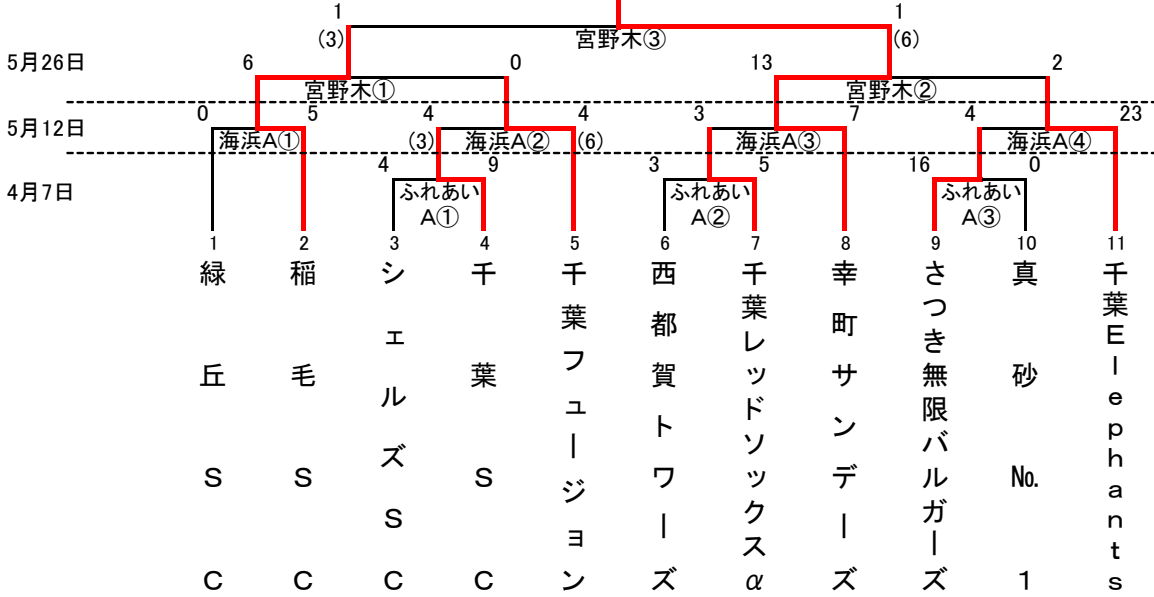 1 1
(3) 宮野木③ (6)
5月26日 6 0 13 2
宮野木① 宮野木②
0 5 4 4 3 7 4 23
5月12日 海浜A① (3) 海浜A② (6) 海浜A③ 海浜A④
4 9 3 5 16 0
4月7日 ふれあい ふれあい ふれあい
A① A② A③
1 2 3 4 5 6 7 8 9 10 11
緑丘SC
稲毛SC
シェルズSC
千葉SC
千葉フュージョン
西都賀トワーズ
千葉レッドソックスα
幸町サンデーズ
さつき無限バルガーズ
真砂№1
千葉Elephants